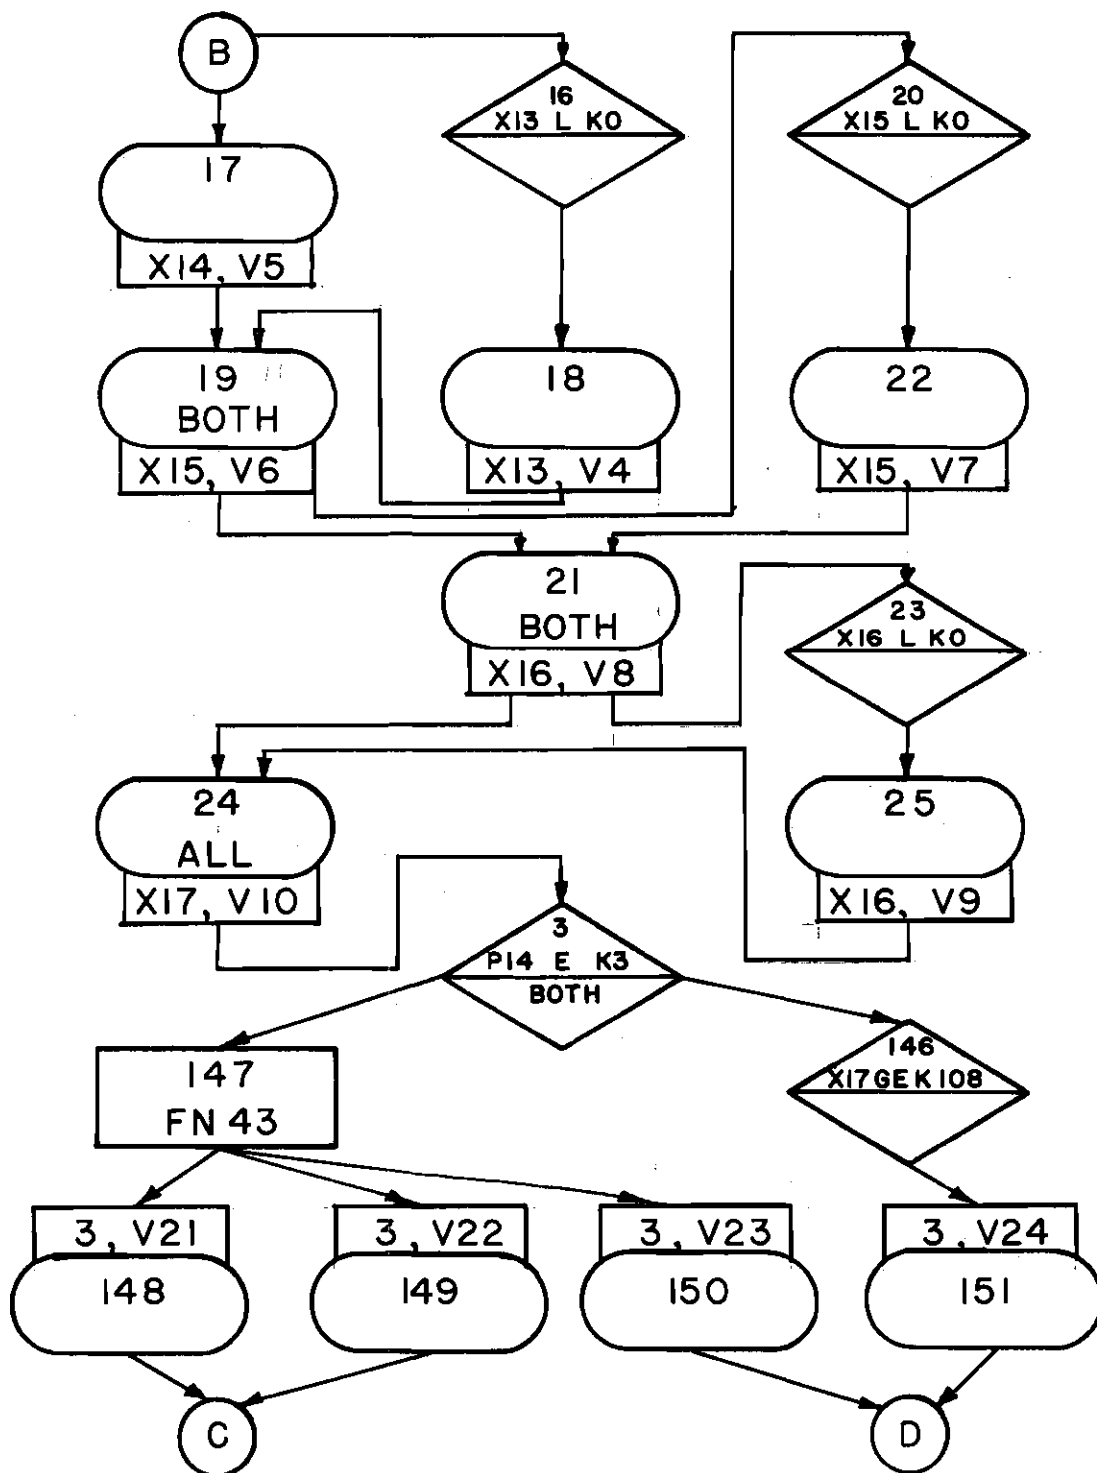 B
16
X13 L K0
20
X15 L K0
17
X14, V5
19
BOTH
X15, V6
18
X13, V4
22
X15, V7
21
BOTH
X16, V8
23
X16 L K0
24
ALL
X17, V10
25
X16, V9
3
P14 E K3
BOTH
147
FN 43
146
X17GE K108
3, V21
148
3, V22
149
3, V23
150
3, V24
151
C
D